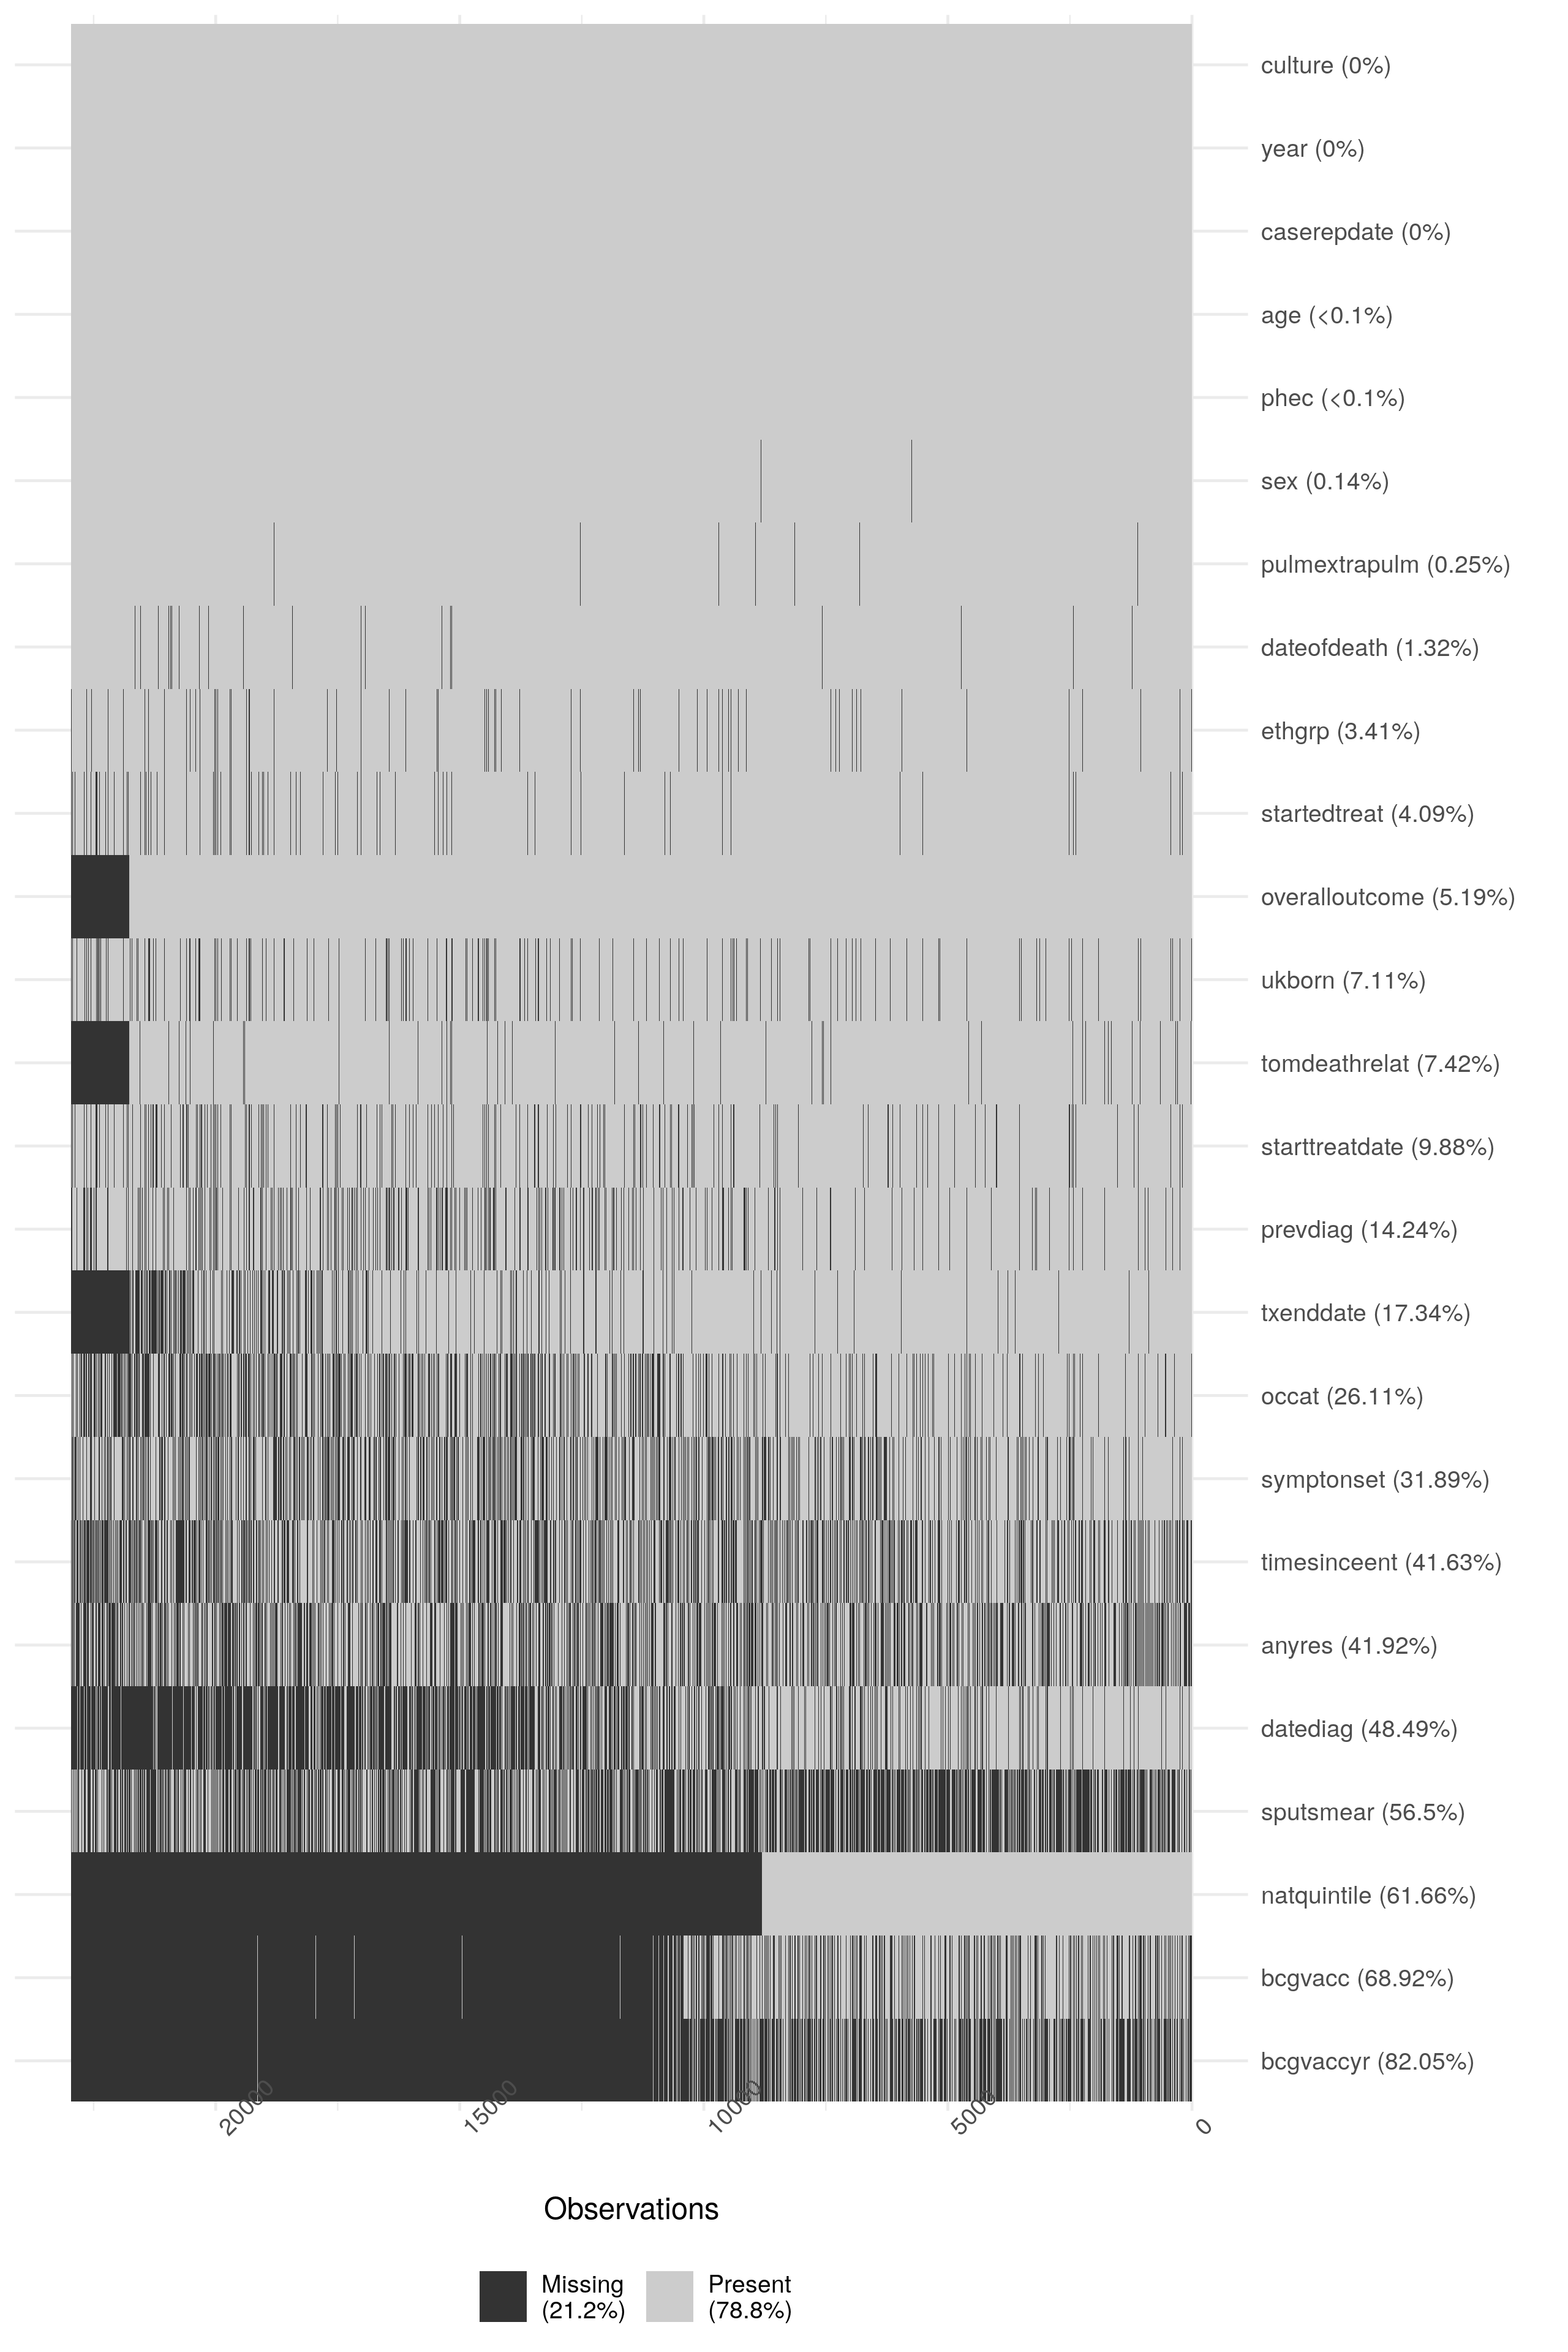 culture (0%)
year (0%)
caserepdate (0%)
age (<0.1%)
phec (<0.1%)
sex (0.14%)
pulmextrapulm (0.25%)
dateofdeath (1.32%)
ethgrp (3.41%)
startedtreat (4.09%)
overalloutcome (5.19%)
ukborn (7.11%)
tomdeathrelat (7.42%)
starttreatdate (9.88%)
prevdiag (14.24%)
txenddate (17.34%)
occat (26.11%)
symptonset (31.89%)
timesinceent (41.63%)
anyres (41.92%)
datediag (48.49%)
sputsmear (56.5%)
natquintile (61.66%)
bcgvacc (68.92%)
bcgvaccyr (82.05%)
20000 15000 10000 5000 0
Observations
Missing
(21.2%)
Present
(78.8%)